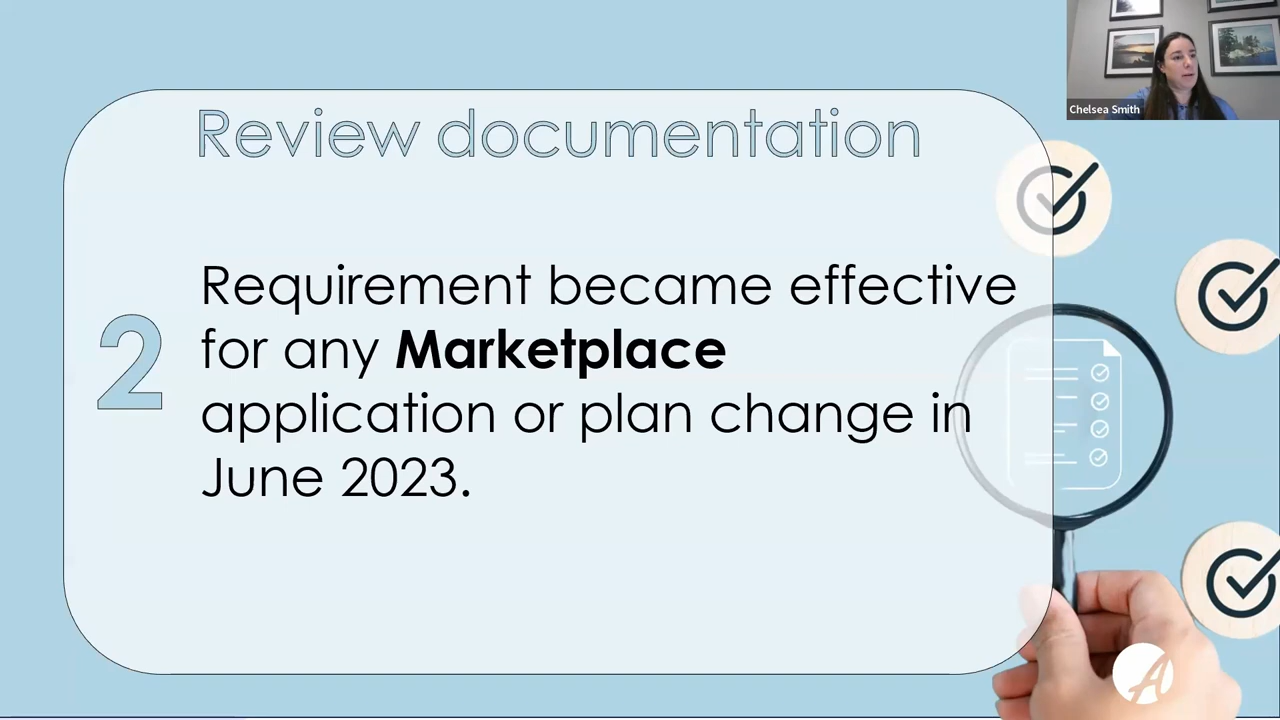 Chelsea Smith
Review documentation
2
Requirement became effective
for any Marketplace
application or plan change in
June 2023.
A